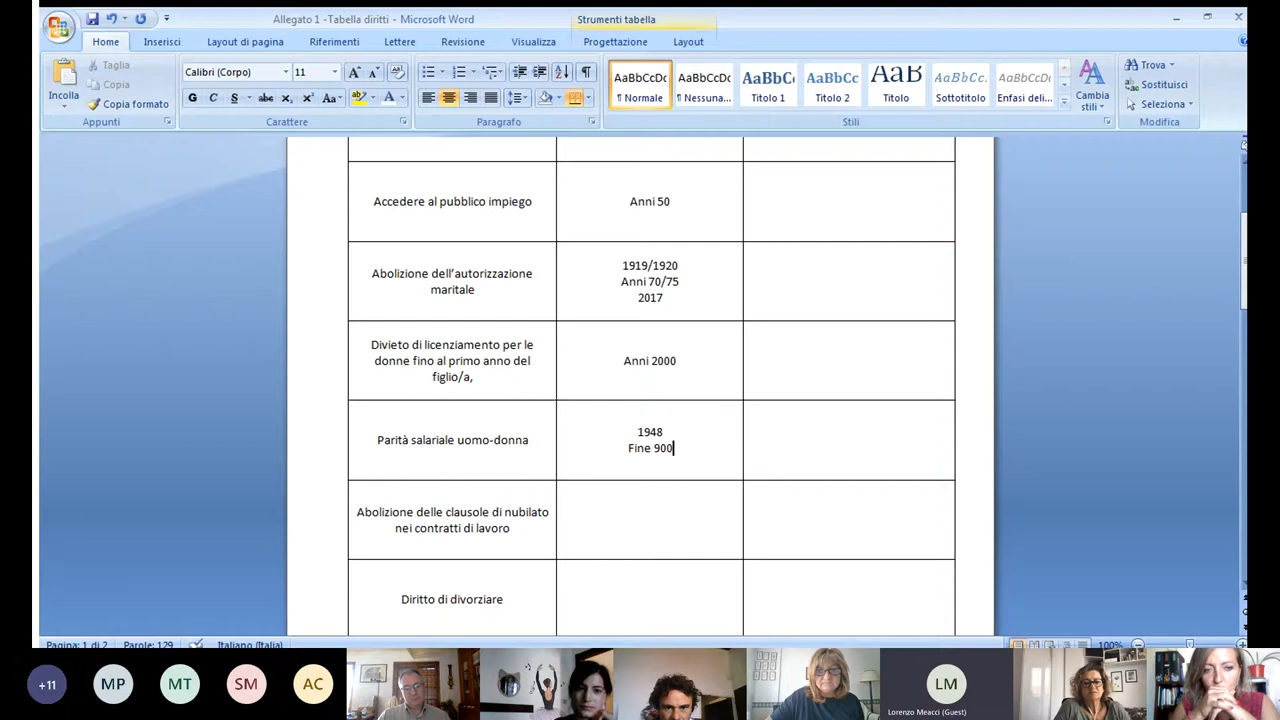 Allegato 1 -Tabella diritti - Microsoft Word
Strumenti tabella
Home
Inserisci
Layout di pagina
Riferimenti
Lettere
Revisione
Visualizza
Progettazione
Layout
Incolla
Taglia
Copia
Copia formato
Appunti
Calibri (Corpo)
11
Carattere
Paragrafo
AaBbCcDc
¶ Normale
AaBbCcDc
¶ Nessuna...
AaBbC
Titolo 1
AaBbCc
Titolo 2
AaB
Titolo
AaBbCc.
Sottotitolo
AaBbCcD
Enfasi deli...
Stili
Cambia
stili
Trova
Sostituisci
Seleziona
Modifica
Accedere al pubblico impiego
Anni 50
Abolizione dell’autorizzazione
maritale
1919/1920
Anni 70/75
2017
Divieto di licenziamento per le
donne fino al primo anno del
figlio/a,
Anni 2000
Parità salariale uomo-donna
1948
Fine 900
Abolizione delle clausole di nubilato
nei contratti di lavoro
Diritto di divorziare
Pagina: 1 di 2
Parole: 129
Italiano (Italia)
100%
+11
MP
MT
SM
AC
LM
Lorenzo Meacci (Guest)